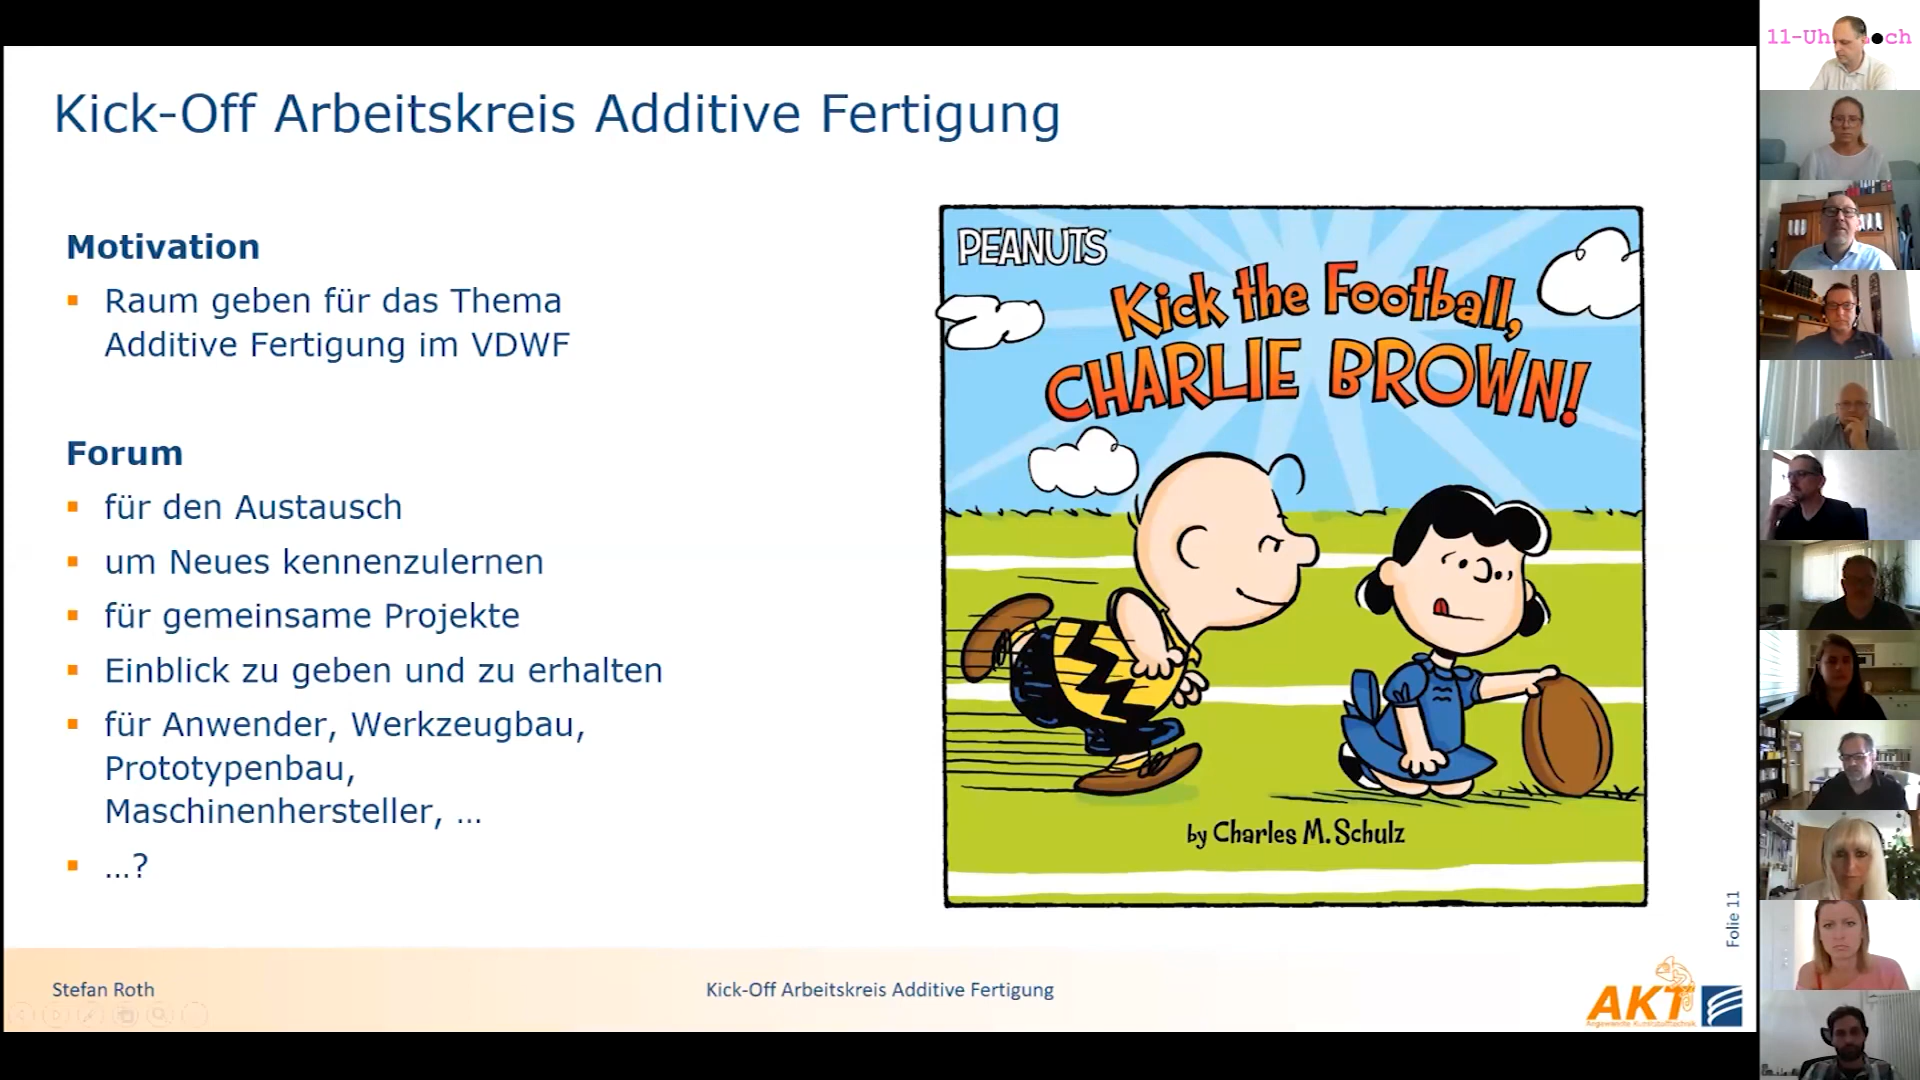 Kick-Off Arbeitskreis Additive Fertigung
Motivation
Raum geben für das Thema
Additive Fertigung im VDWF
Forum
für den Austausch
um Neues kennenzulernen
für gemeinsame Projekte
Einblick zu geben und zu erhalten
für Anwender, Werkzeugbau,
Prototypenbau,
Maschinenhersteller, …
…?
PEANUTS
Kick the Football,
CHARLIE BROWN!
by Charles M. Schulz
Folie 11
Stefan Roth
Kick-Off Arbeitskreis Additive Fertigung
AKT
Angewandte Kunststofftechnik